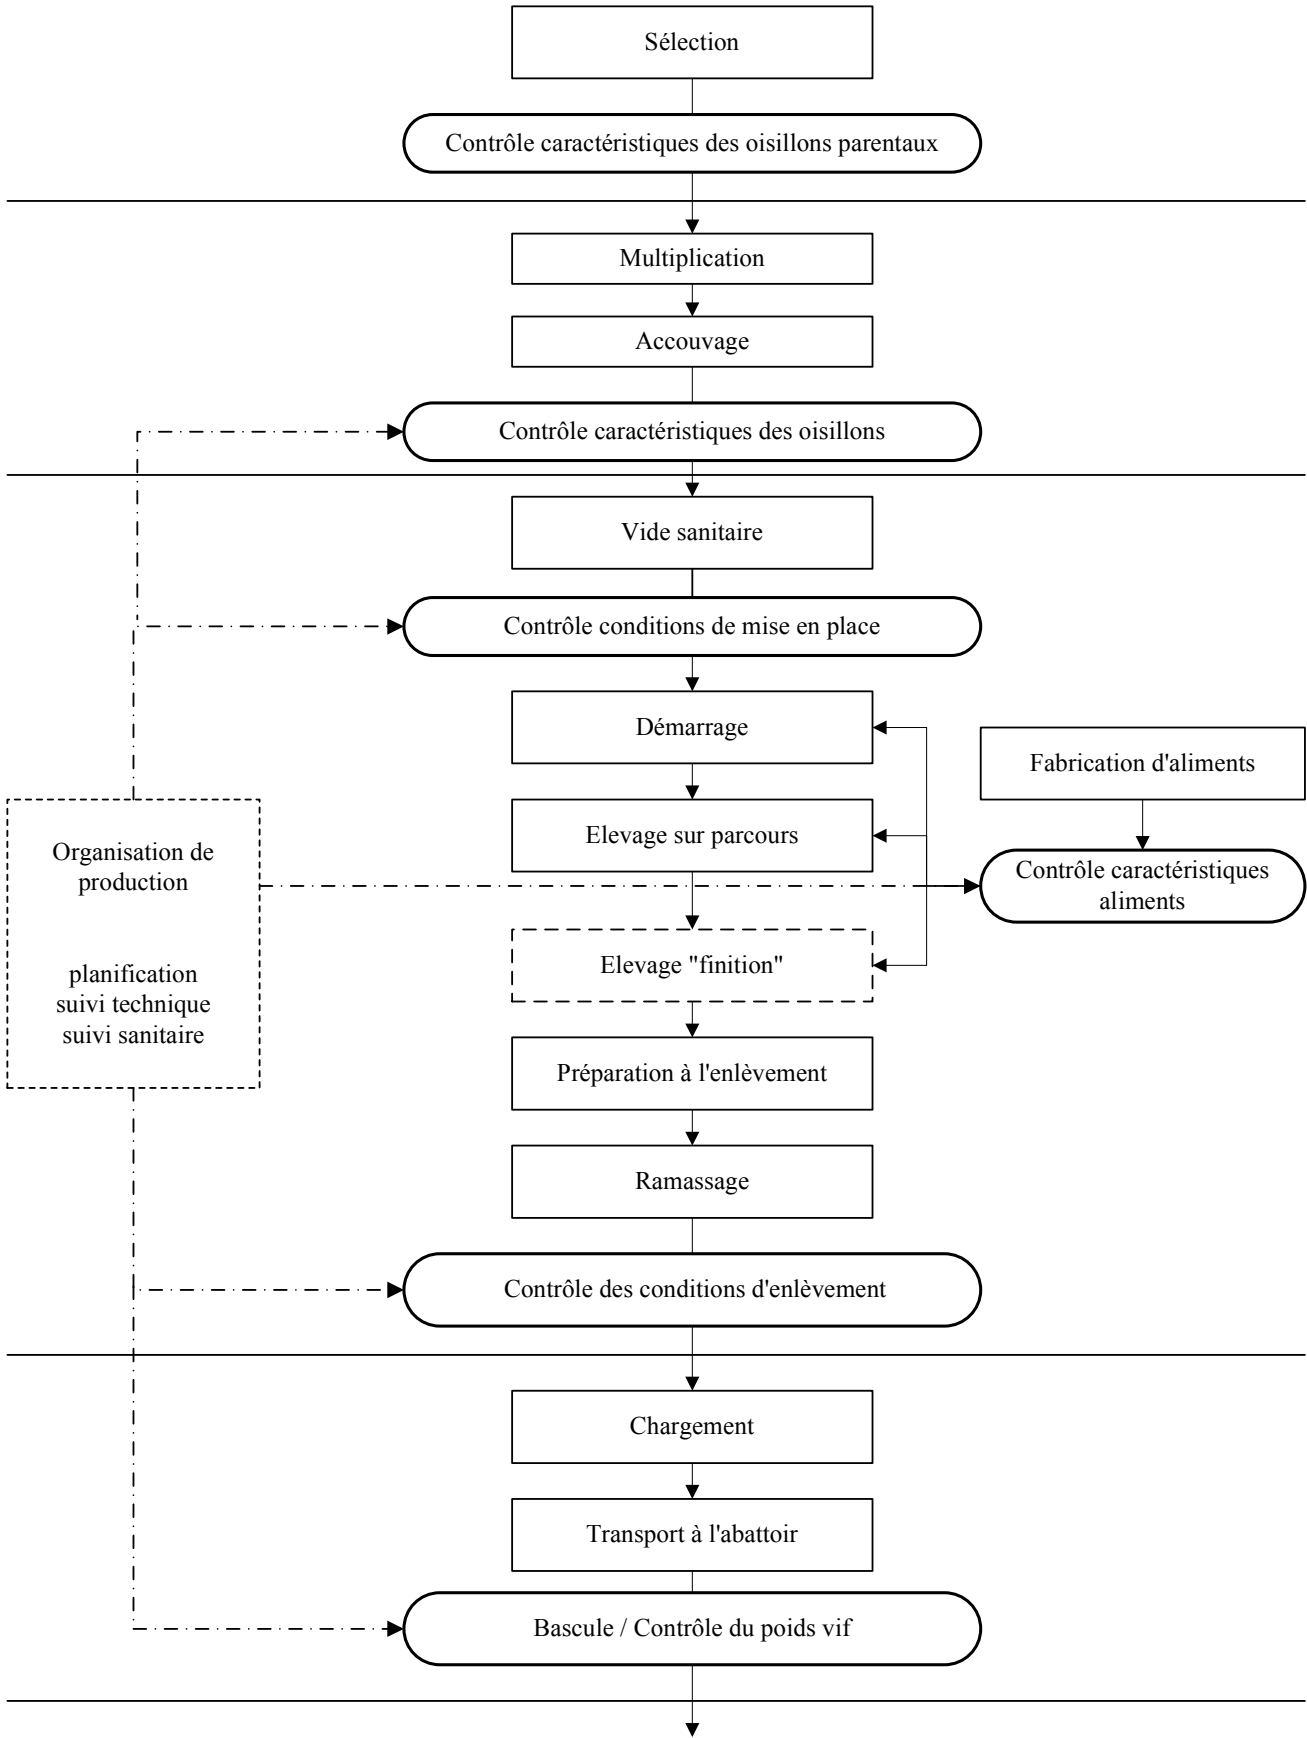 Sélection
Contrôle caractéristiques des oisillons parentaux
Multiplication
Accouvage
Contrôle caractéristiques des oisillons
Vide sanitaire
Contrôle conditions de mise en place
Démarrage
Fabrication d'aliments
Elevage sur parcours
Organisation de
production
Contrôle caractéristiques
aliments
Elevage "finition"
planification
suivi technique
suivi sanitaire
Préparation à l'enlèvement
Ramassage
Contrôle des conditions d'enlèvement
Chargement
Transport à l'abattoir
Bascule / Contrôle du poids vif